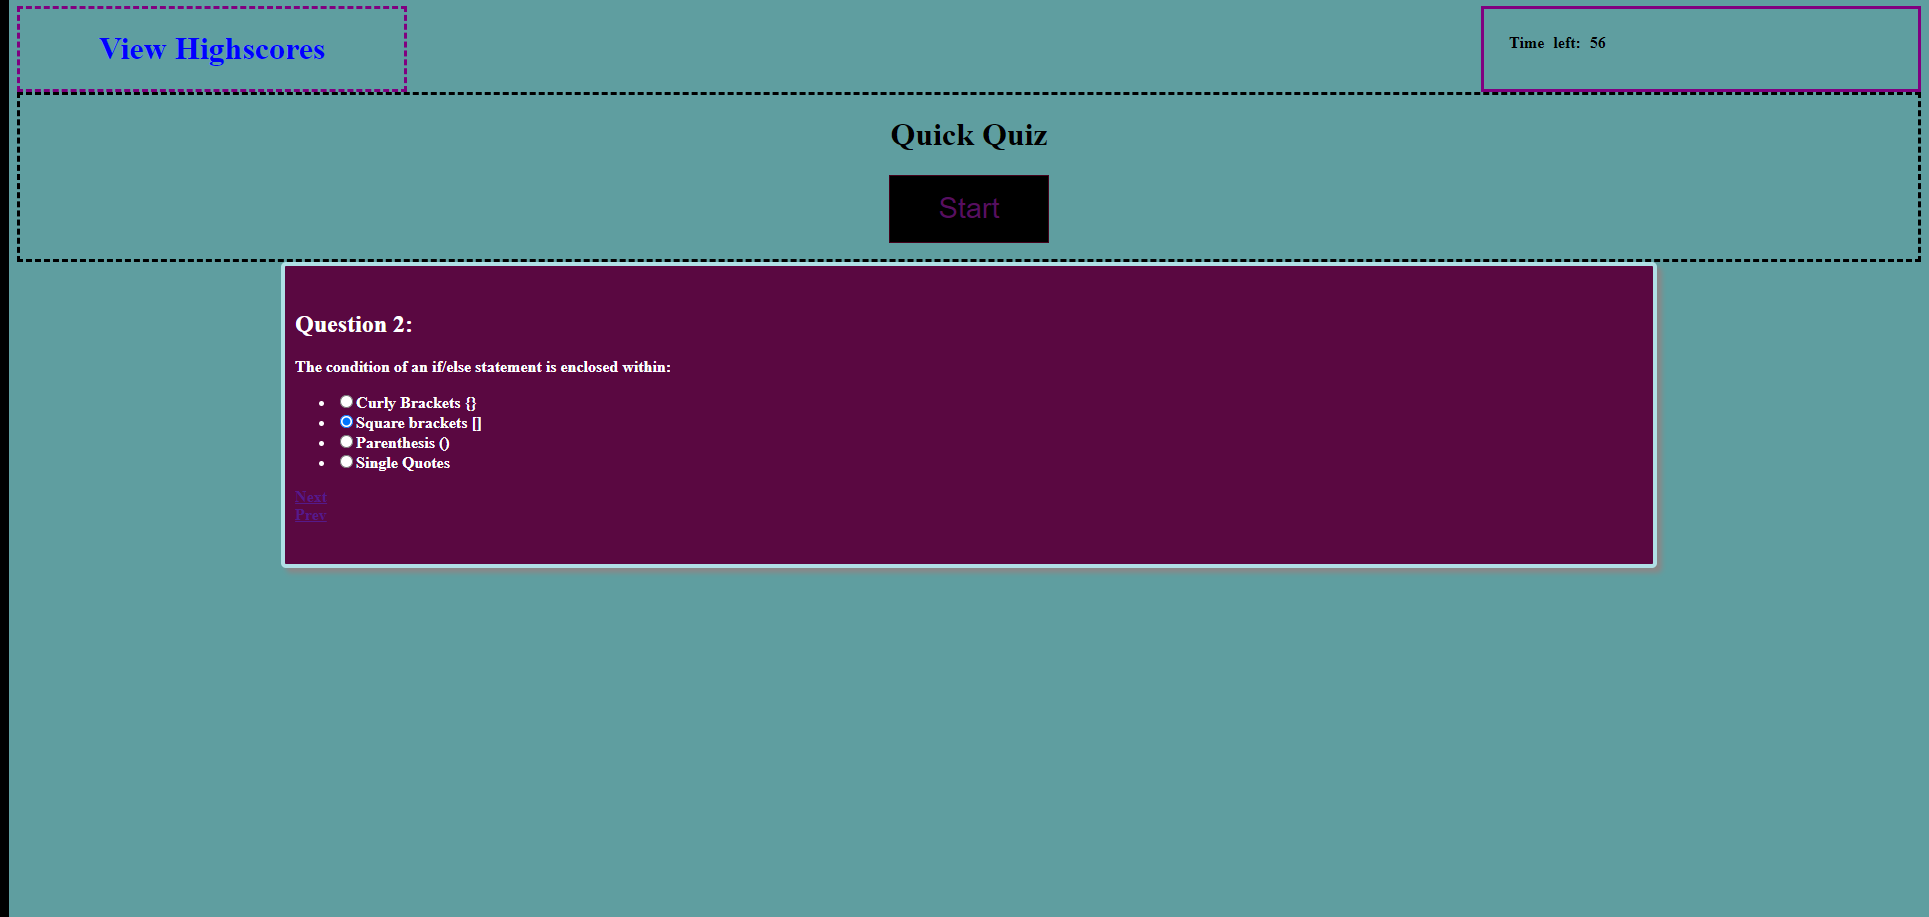 View Highscores
Time left: 56
Quick Quiz
Start
Question 2:
The condition of an if/else statement is enclosed within:
Curly Brackets {}
Square brackets []
Parenthesis ()
Single Quotes
Next
Prev